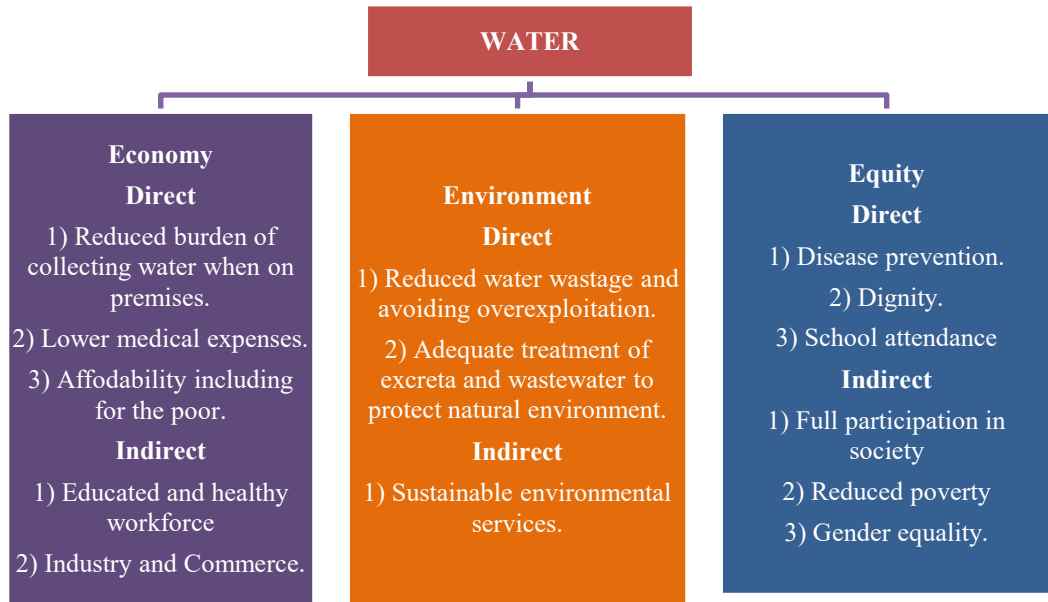 WATER
Economy
Direct
1) Reduced burden of
collecting water when on
premises.
2) Lower medical expenses.
3) Affodability including
for the poor.
Indirect
1) Educated and healthy
workforce
2) Industry and Commerce.
Environment
Direct
1) Reduced water wastage and
avoiding overexploitation.
2) Adequate treatment of
excreta and wastewater to
protect natural environment.
Indirect
1) Sustainable environmental
services.
Equity
Direct
1) Disease prevention.
2) Dignity.
3) School attendance
Indirect
1) Full participation in
society
2) Reduced poverty
3) Gender equality.